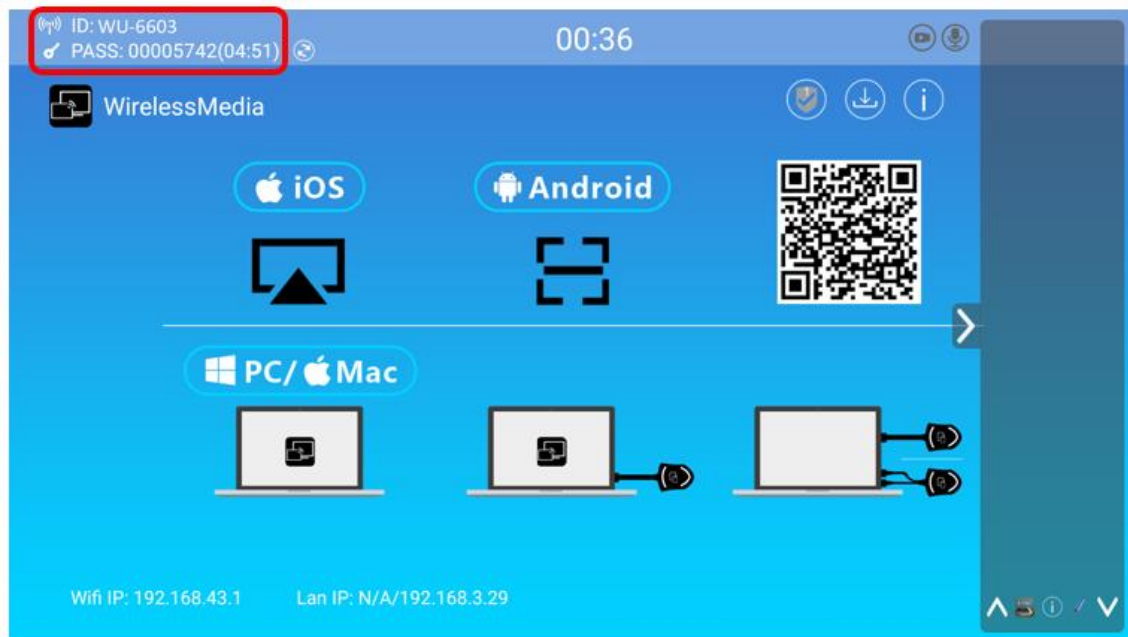 ID: WU-6603
PASS: 00005742(04:51)
00:36
WirelessMedia
iOS
Android
PC/ Mac
Wifi IP: 192.168.43.1
Lan IP: N/A/192.168.3.29